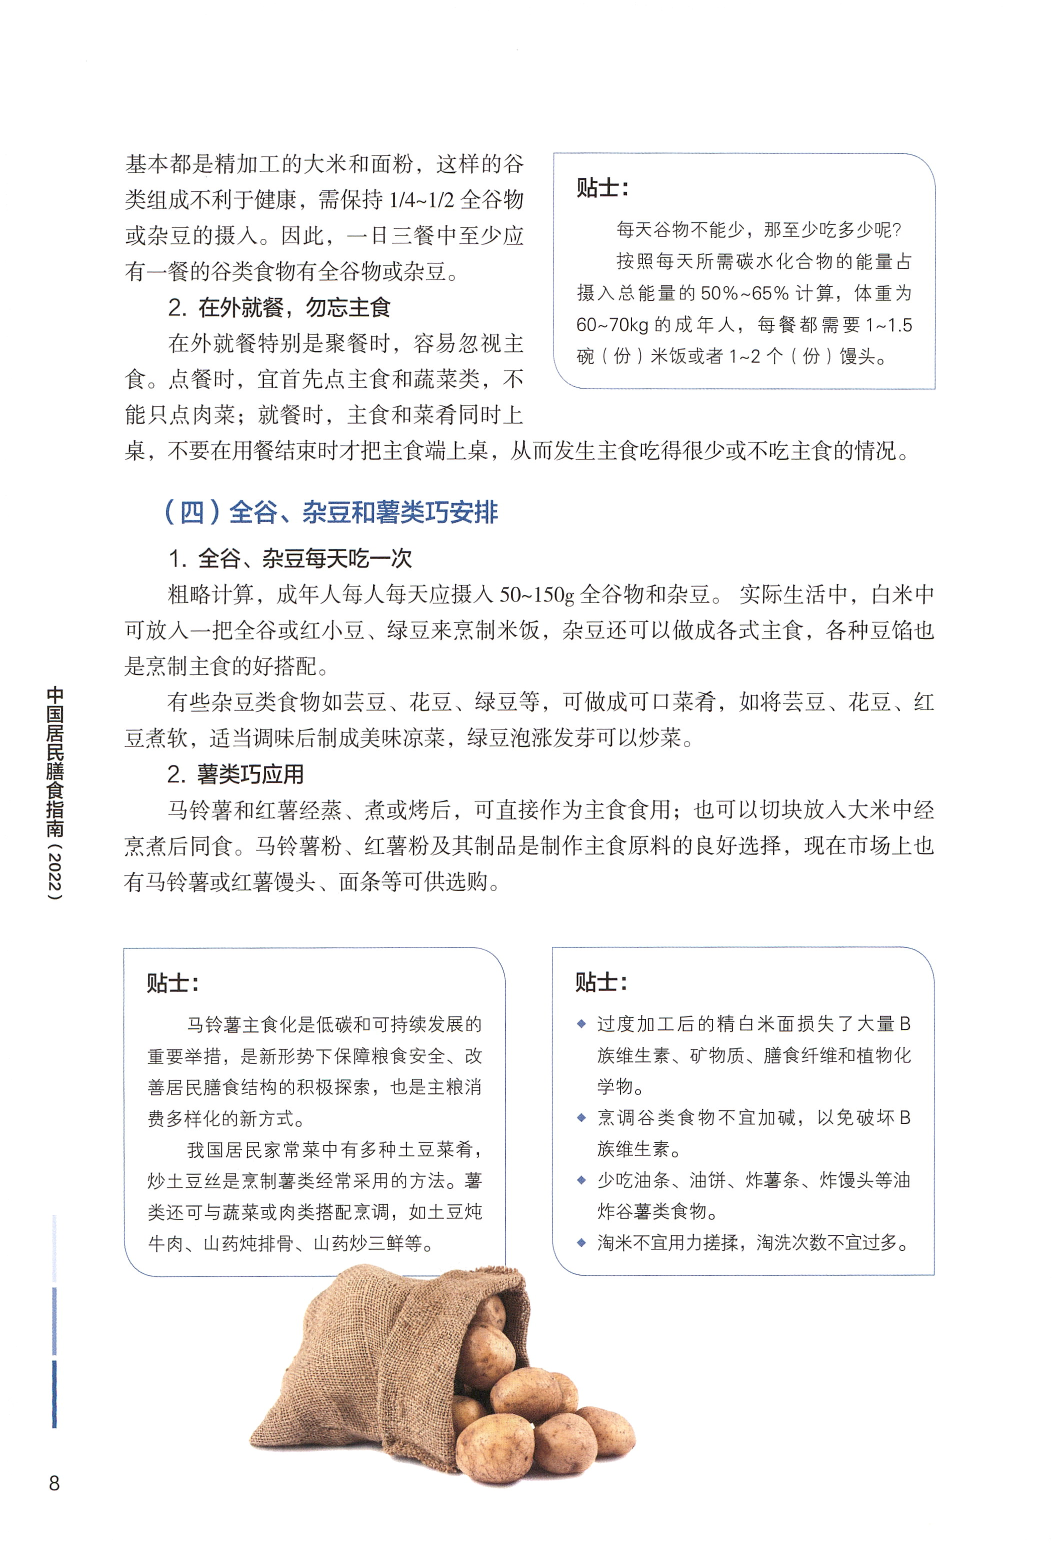 基本都是精加工的大米和面粉，这样的谷
类组成不利于健康，需保持 1/4~1/2 全谷物
或杂豆的摄入。因此，一日三餐中至少应
有一餐的谷类食物有全谷物或杂豆。
2. 在外就餐，勿忘主食
在外就餐特别是聚餐时，容易忽视主
食。点餐时，宜首先点主食和蔬菜类，不
能只点肉菜；就餐时，主食和菜肴同时上
桌，不要在用餐结束时才把主食端上桌，从而发生主食吃得很少或不吃主食的情况。
贴士：
每天谷物不能少，那至少吃多少呢？
按照每天所需碳水化合物的能量占
摄入总能量的 50%~65% 计算，体重为
60~70kg 的成年人，每餐都需要 1~1.5
碗（份）米饭或者 1~2 个（份）馒头。
（四）全谷、杂豆和薯类巧安排
1. 全谷、杂豆每天吃一次
粗略计算，成年人每人每天应摄入 50~150g 全谷物和杂豆。 实际生活中，白米中
可放入一把全谷或红小豆、绿豆来烹制米饭，杂豆还可以做成各式主食，各种豆馅也
是烹制主食的好搭配。
有些杂豆类食物如芸豆、花豆、绿豆等，可做成可口菜肴，如将芸豆、花豆、红
豆煮软，适当调味后制成美味凉菜，绿豆泡涨发芽可以炒菜。
2. 薯类巧应用
马铃薯和红薯经蒸、煮或烤后，可直接作为主食食用；也可以切块放入大米中经
烹煮后同食。马铃薯粉、红薯粉及其制品是制作主食原料的良好选择，现在市场上也
有马铃薯或红薯馒头、面条等可供选购。
贴士：
马铃薯主食化是低碳和可持续发展的
重要举措，是新形势下保障粮食安全、改
善居民膳食结构的积极探索，也是主粮消
费多样化的新方式。
我国居民家常菜中有多种土豆菜肴，
炒土豆丝是烹制薯类经常采用的方法。薯
类还可与蔬菜或肉类搭配烹调，如土豆炖
牛肉、山药炖排骨、山药炒三鲜等。
贴士：
◆ 过度加工后的精白米面损失了大量 B
族维生素、矿物质、膳食纤维和植物化
学物。
◆ 烹调谷类食物不宜加碱，以免破坏 B
族维生素。
◆ 少吃油条、油饼、炸薯条、炸馒头等油
炸谷薯类食物。
◆ 淘米不宜用力搓揉，淘洗次数不宜过多。
中国居民膳食指南（2022）
8